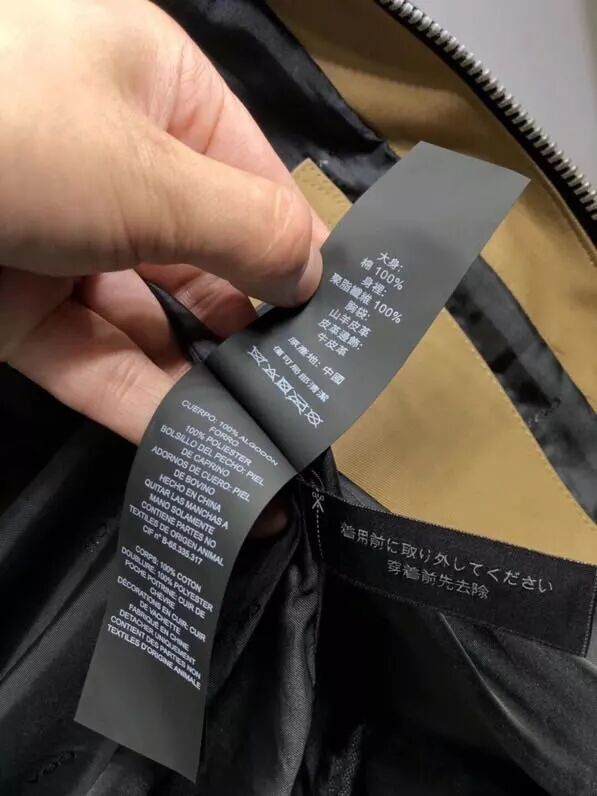 大身:
棉 100%
身裡:
聚脂纖維 100%
胸袋:
山羊皮革
皮革邊飾:
牛皮革
原產地: 中國
僅可局部清潔
CUERPO: 100% ALGODON
FORRO
100% POLIESTER
BOLSILLO DEL PECHO: PIEL
DE CAPRINO
ADORNOS DE CUERO: PIEL
DE BOVINO
HECHO EN CHINA
QUITAR LAS MANCHAS A
MANO SOLAMENTE
CONTIENE PARTES NO
TEXTILES DE ORIGEN ANIMAL
CIF nº B-65.335.317
CORPS: 100% COTON
DOUBLURE: 100% POLYESTER
POCHE POITRINE: CUIR DE
CHÈVRE
DÉCORATIONS EN CUIR: CUIR
DE VACHETTE
FABRIQUÉ EN CHINE
DETACHER UNIQUEMENT
CONTIENT DES PARTIES NON
TEXTILES D'ORIGINE ANIMALE
着用前に取り外してください
穿着前先去除